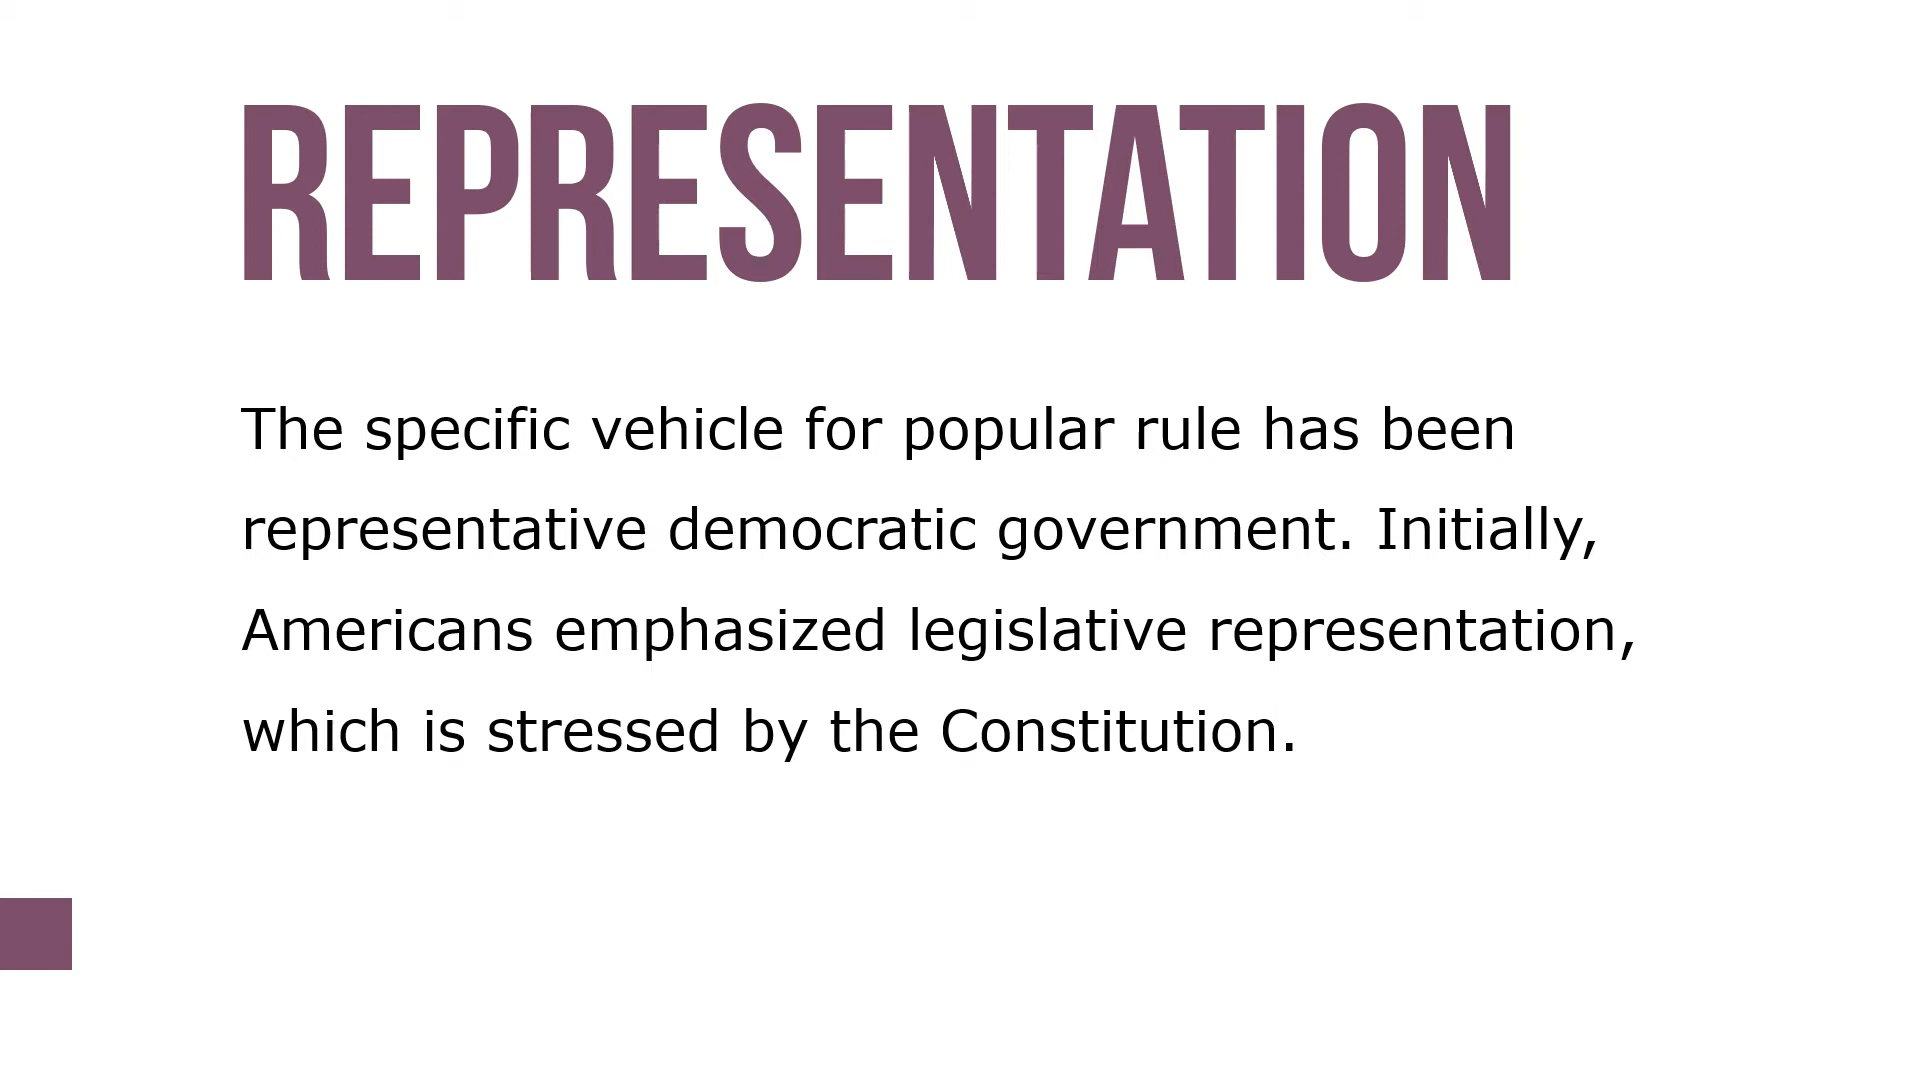 REPRESENTATION
The specific vehicle for popular rule has been
representative democratic government. Initially,
Americans emphasized legislative representation,
which is stressed by the Constitution.